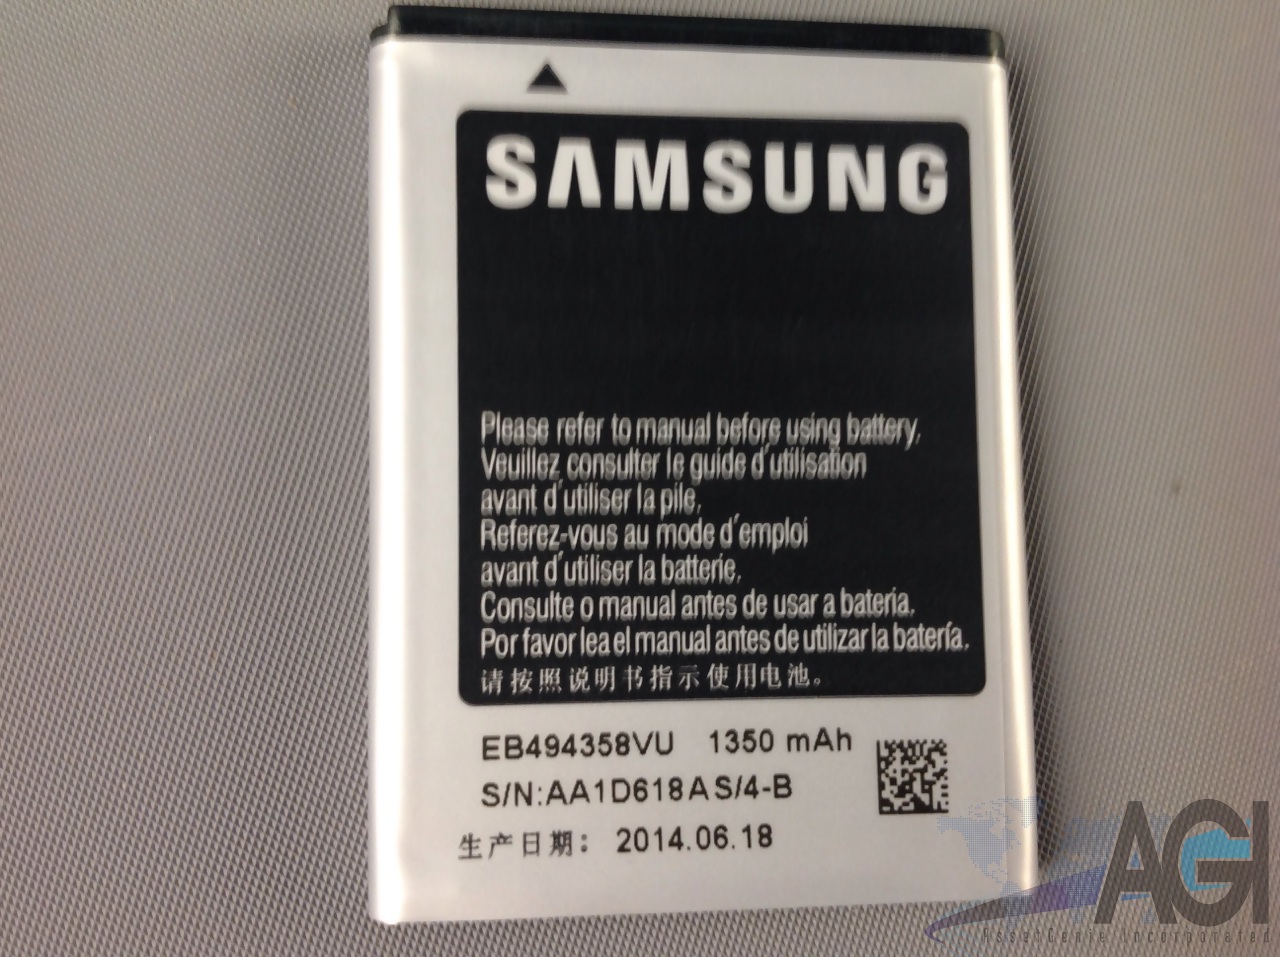 SAMSUNG
Please refer to manual before using battery.
Veuillez consulter le guide d'utilisation
avant d'utiliser la pile.
Referez-vous au mode d'emploi
avant d'utiliser la batterie.
Consulte o manual antes de usar a bateria.
Por favor lea el manual antes de utilizar la batería.
请按照说明书指示使用电池。
EB494358VU 1350 mAh
S/N:AA1D618AS/4-B
生产日期: 2014.06.18
AGI
AssetGenie Incorporated